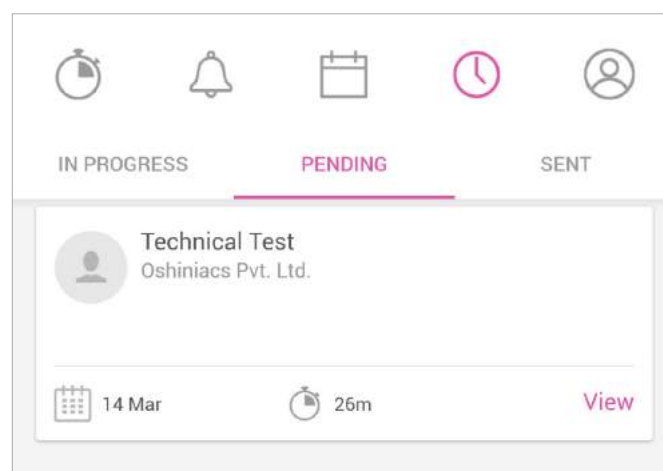 IN PROGRESS PENDING SENT
Technical Test
Oshiniacs Pvt. Ltd.
14 Mar 26m View